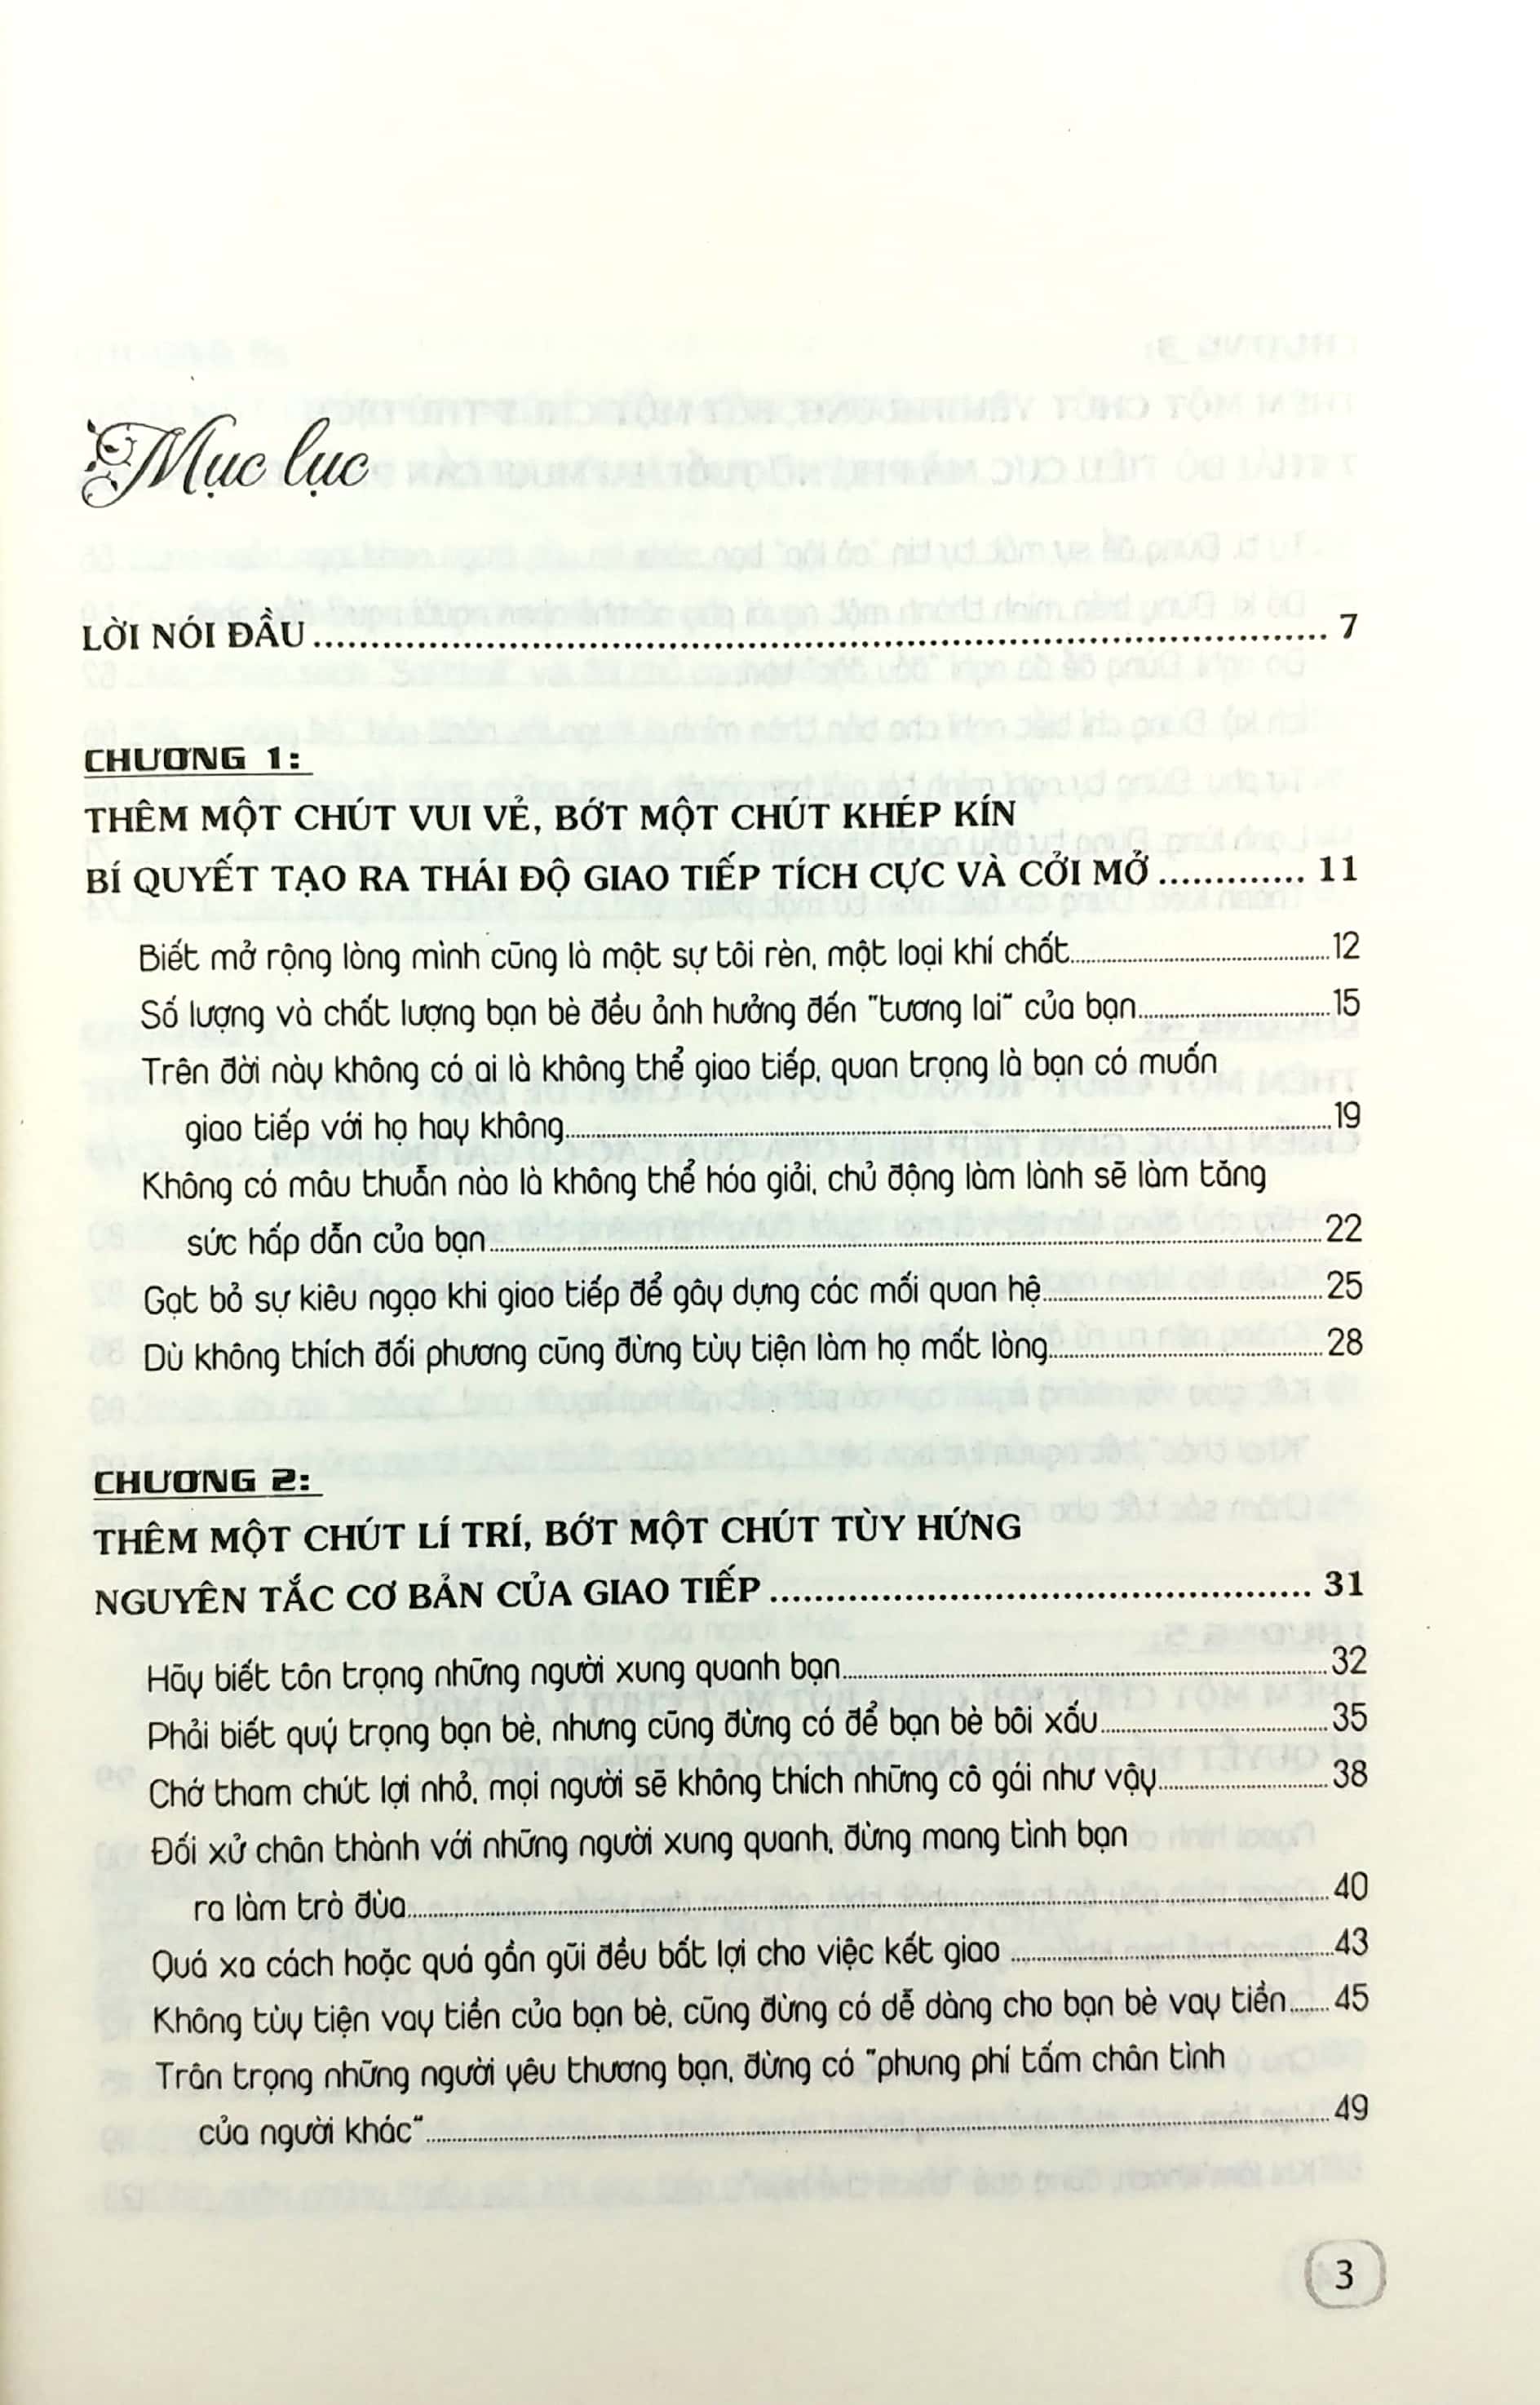 Mục lục
LỜI NÓI ĐẦU........................................................................................ 7
CHƯƠNG 1:
THÊM MỘT CHÚT VUI VẺ, BỚT MỘT CHÚT KHÉP KÍN
BÍ QUYẾT TẠO RA THÁI ĐỘ GIAO TIẾP TÍCH CỰC VÀ CỞI MỞ ............. 11
Biết mở rộng lòng mình cũng là một sự tôi rèn, một loại khí chất..............................12
Số lượng và chất lượng bạn bè đều ảnh hưởng đến "tương lai" của bạn......................15
Trên đời này không có ai là không thể giao tiếp, quan trọng là bạn có muốn
giao tiếp với họ hay không..............................................................................19
Không có mâu thuẫn nào là không thể hóa giải, chủ động làm lành sẽ làm tăng
sức hấp dẫn của bạn......................................................................................22
Gạt bỏ sự kiêu ngạo khi giao tiếp để gây dựng các mối quan hệ................................25
Dù không thích đối phương cũng đừng tùy tiện làm họ mất lòng...............................28
CHƯƠNG 2:
THÊM MỘT CHÚT LÍ TRÍ, BỚT MỘT CHÚT TÙY HỨNG
NGUYÊN TẮC CƠ BẢN CỦA GIAO TIẾP ............................................... 31
Hãy biết tôn trọng những người xung quanh bạn......................................................32
Phải biết quý trọng bạn bè, nhưng cũng đừng có để bạn bè bôi xấu..........................35
Chớ tham chút lợi nhỏ, mọi người sẽ không thích những cô gái như vậy....................38
Đối xử chân thành với những người xung quanh, đừng mang tình bạn
ra làm trò đùa...............................................................................................40
Quá xa cách hoặc quá gần gũi đều bất lợi cho việc kết giao .....................................43
Không tùy tiện vay tiền của bạn bè, cũng đừng có dễ dàng cho bạn bè vay tiền.......45
Trân trọng những người yêu thương bạn, đừng có "phung phí tấm chân tình
của người khác"............................................................................................49
3